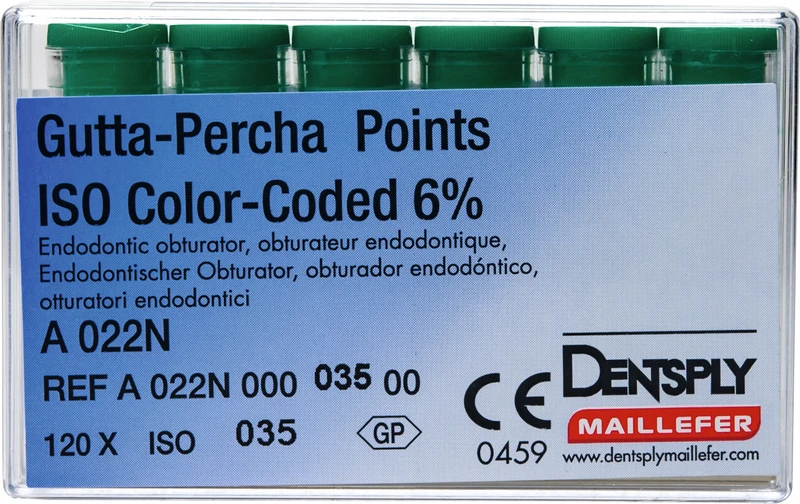 Gutta-Percha Points
ISO Color-Coded 6%
Endodontic obturator, obturateur endodontique,
Endodontischer Obturator, obturador endodóntico,
otturatori endodontici
A 022N
REF A 022N 000 035 00
120 X ISO 035 GP
CE
0459
DENTSPLY
MAILLEFER
www.dentsplymaillefer.com